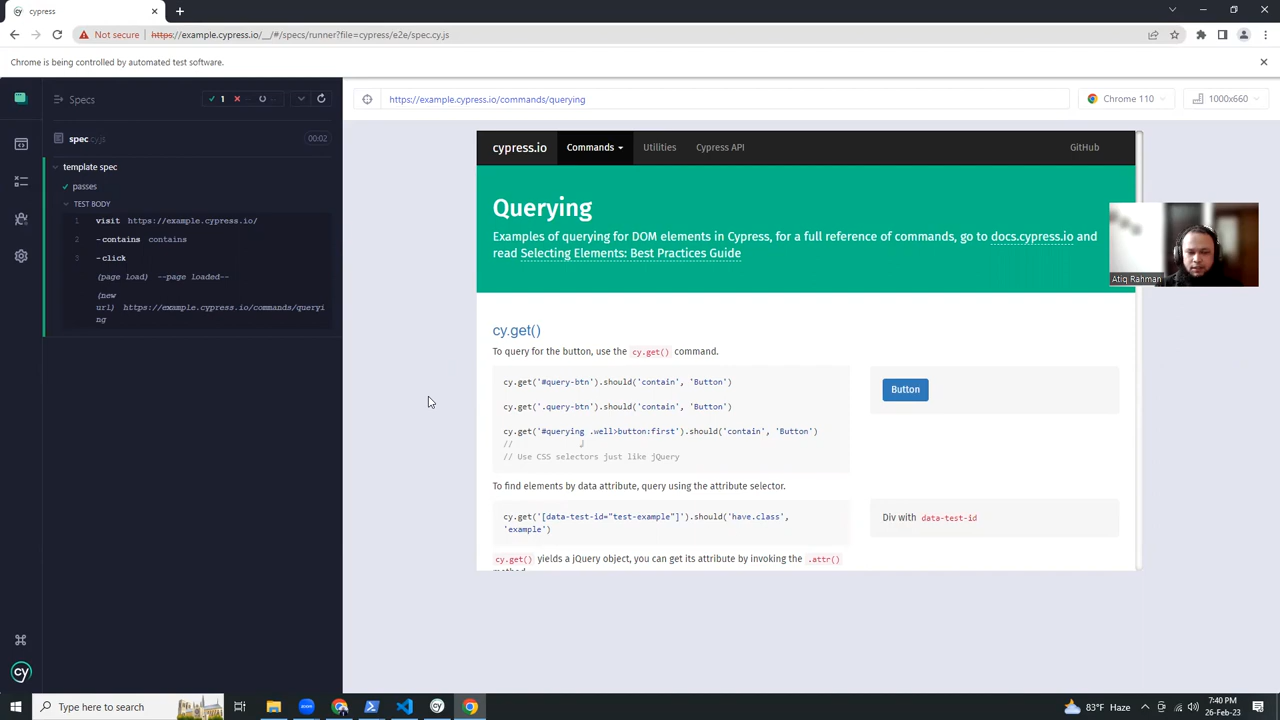 cypress
Not secure
https://example.cypress.io/__/#/specs/runner?file=cypress/e2e/spec.cy.js
Chrome is being controlled by automated test software.
Specs
1
spec.cy.js
00:02
template spec
passes
TEST BODY
1 visit https://example.cypress.io/
2 -contains contains
3 -click
(page load) --page loaded--
(new
url) https://example.cypress.io/commands/queryi
ng
cy
https://example.cypress.io/commands/querying
Chrome 110
1000x660
cypress.io Commands Utilities Cypress API GitHub
Querying
Examples of querying for DOM elements in Cypress, for a full reference of commands, go to docs.cypress.io and
read Selecting Elements: Best Practices Guide
Atiq Rahman
cy.get()
To query for the button, use the cy.get() command.
cy.get('#query-btn').should('contain', 'Button')
cy.get('.query-btn').should('contain', 'Button')
cy.get('#querying .well>button:first').should('contain', 'Button')
//
// Use CSS selectors just like jQuery
Button
To find elements by data attribute, query using the attribute selector.
cy.get('[data-test-id="test-example"]').should('have.class',
'example')
Div with data-test-id
cy.get() yields a jQuery object, you can get its attribute by invoking the .attr()
method
Type here to search
zoom
cy
83°F Haze
7:40 PM
26-Feb-23